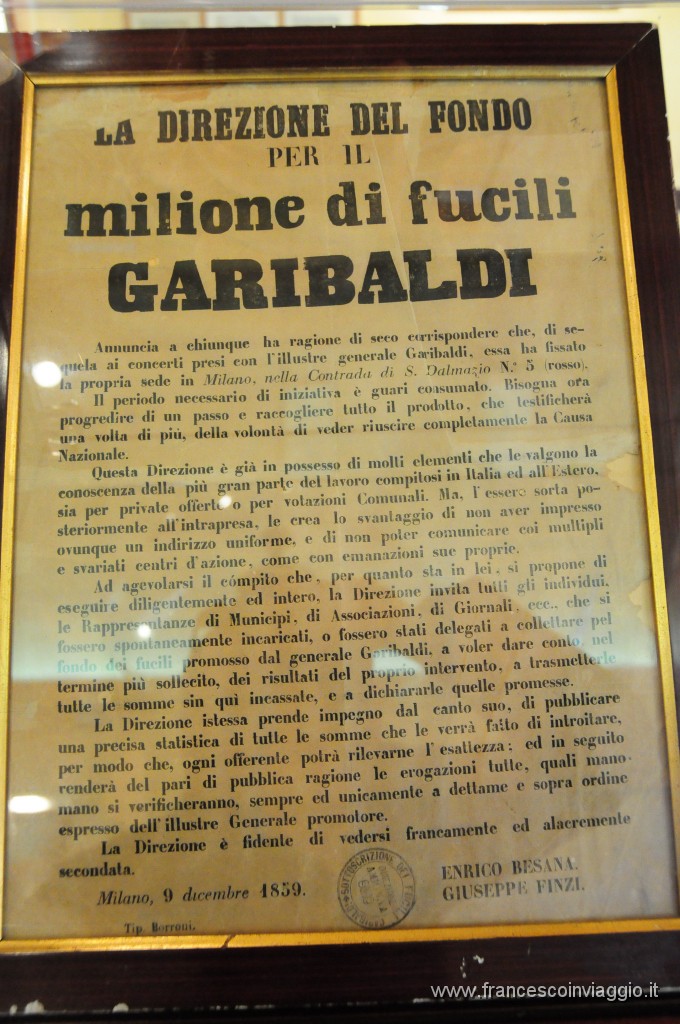 LA DIREZIONE DEL FONDO
PER IL
milione di fucili
GARIBALDI
Annuncia a chiunque ha ragione di seco corrispondere che, di se-
quela ai concerti presi con l'illustre generale Garibaldi, essa ha fissato
la propria sede in Milano, nella Contrada di S. Dalmazio N.° 5 (rosso).
Il periodo necessario di iniziativa è guari consumato. Bisogna ora
progredire di un passo e raccogliere tutto il prodotto, che testificherà
una volta di più, della volontà di veder riuscire completamente la Causa
Nazionale.
Questa Direzione è già in possesso di molti elementi che le valgono la
conoscenza della più gran parte del lavoro compitosi in Italia ed all'Estero,
sia per private offerte o per votazioni Comunali. Ma, l'essere sorta po-
steriormente all'intrapresa, le crea lo svantaggio di non aver impresso
ovunque un indirizzo uniforme, e di non poter comunicare coi multipli
e svariati centri d'azione, come con emanazioni sue proprie.
Ad agevolarsi il cómpito che, per quanto sta in lei, si propone di
eseguire diligentemente ed intero, la Direzione invita tutti gli individui,
le Rappresentanze di Municipi, di Associazioni, di Giornali, ecc., che si
fossero spontaneamente incaricati, o fossero stati delegati a collettare pel
fondo dei fucili promosso dal generale Garibaldi, a voler dare conto, nel
termine più sollecito, dei risultati del proprio intervento, a trasmetterle
tutte le somme sin quì incassate, e a dichiararle quelle promesse.
La Direzione istessa prende impegno dal canto suo, di pubblicare
una precisa statistica di tutte le somme che le verrà fatto di introitare,
per modo che, ogni offerente potrà rilevarne l'esattezza; ed in seguito
renderà del pari di pubblica ragione le erogazioni tutte, quali mano
mano si verificheranno, sempre ed unicamente a dettame e sopra ordine
espresso dell'illustre Generale promotore.
La Direzione è fidente di vedersi francamente ed alacremente
secondata.
ENRICO BESANA.
GIUSEPPE FINZI.
Milano, 9 dicembre 1859.
SOTTOSCRIZIONE DEI FUCILI
Tip. Borroni.
www.francescoinviaggio.it